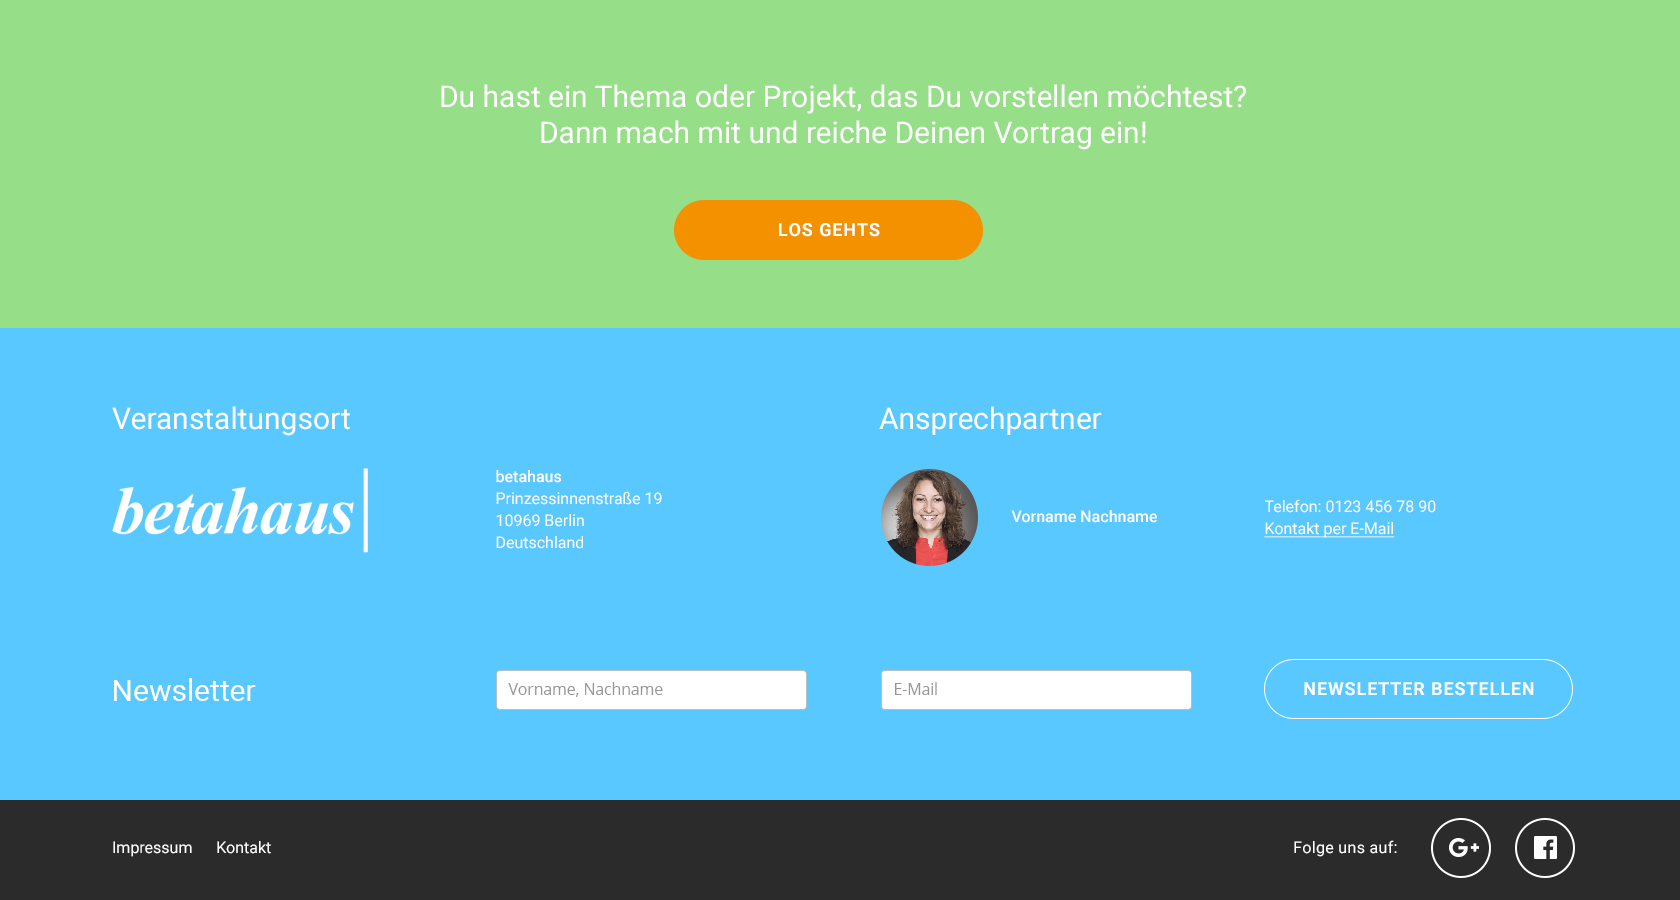 Du hast ein Thema oder Projekt, das Du vorstellen möchtest?
Dann mach mit und reiche Deinen Vortrag ein!
LOS GEHTS
Veranstaltungsort
betahaus
betahaus
Prinzessinnenstraße 19
10969 Berlin
Deutschland
Ansprechpartner
Vorname Nachname
Telefon: 0123 456 78 90
Kontakt per E-Mail
Newsletter
Vorname, Nachname
E-Mail
NEWSLETTER BESTELLEN
Impressum Kontakt
Folge uns auf:
G+